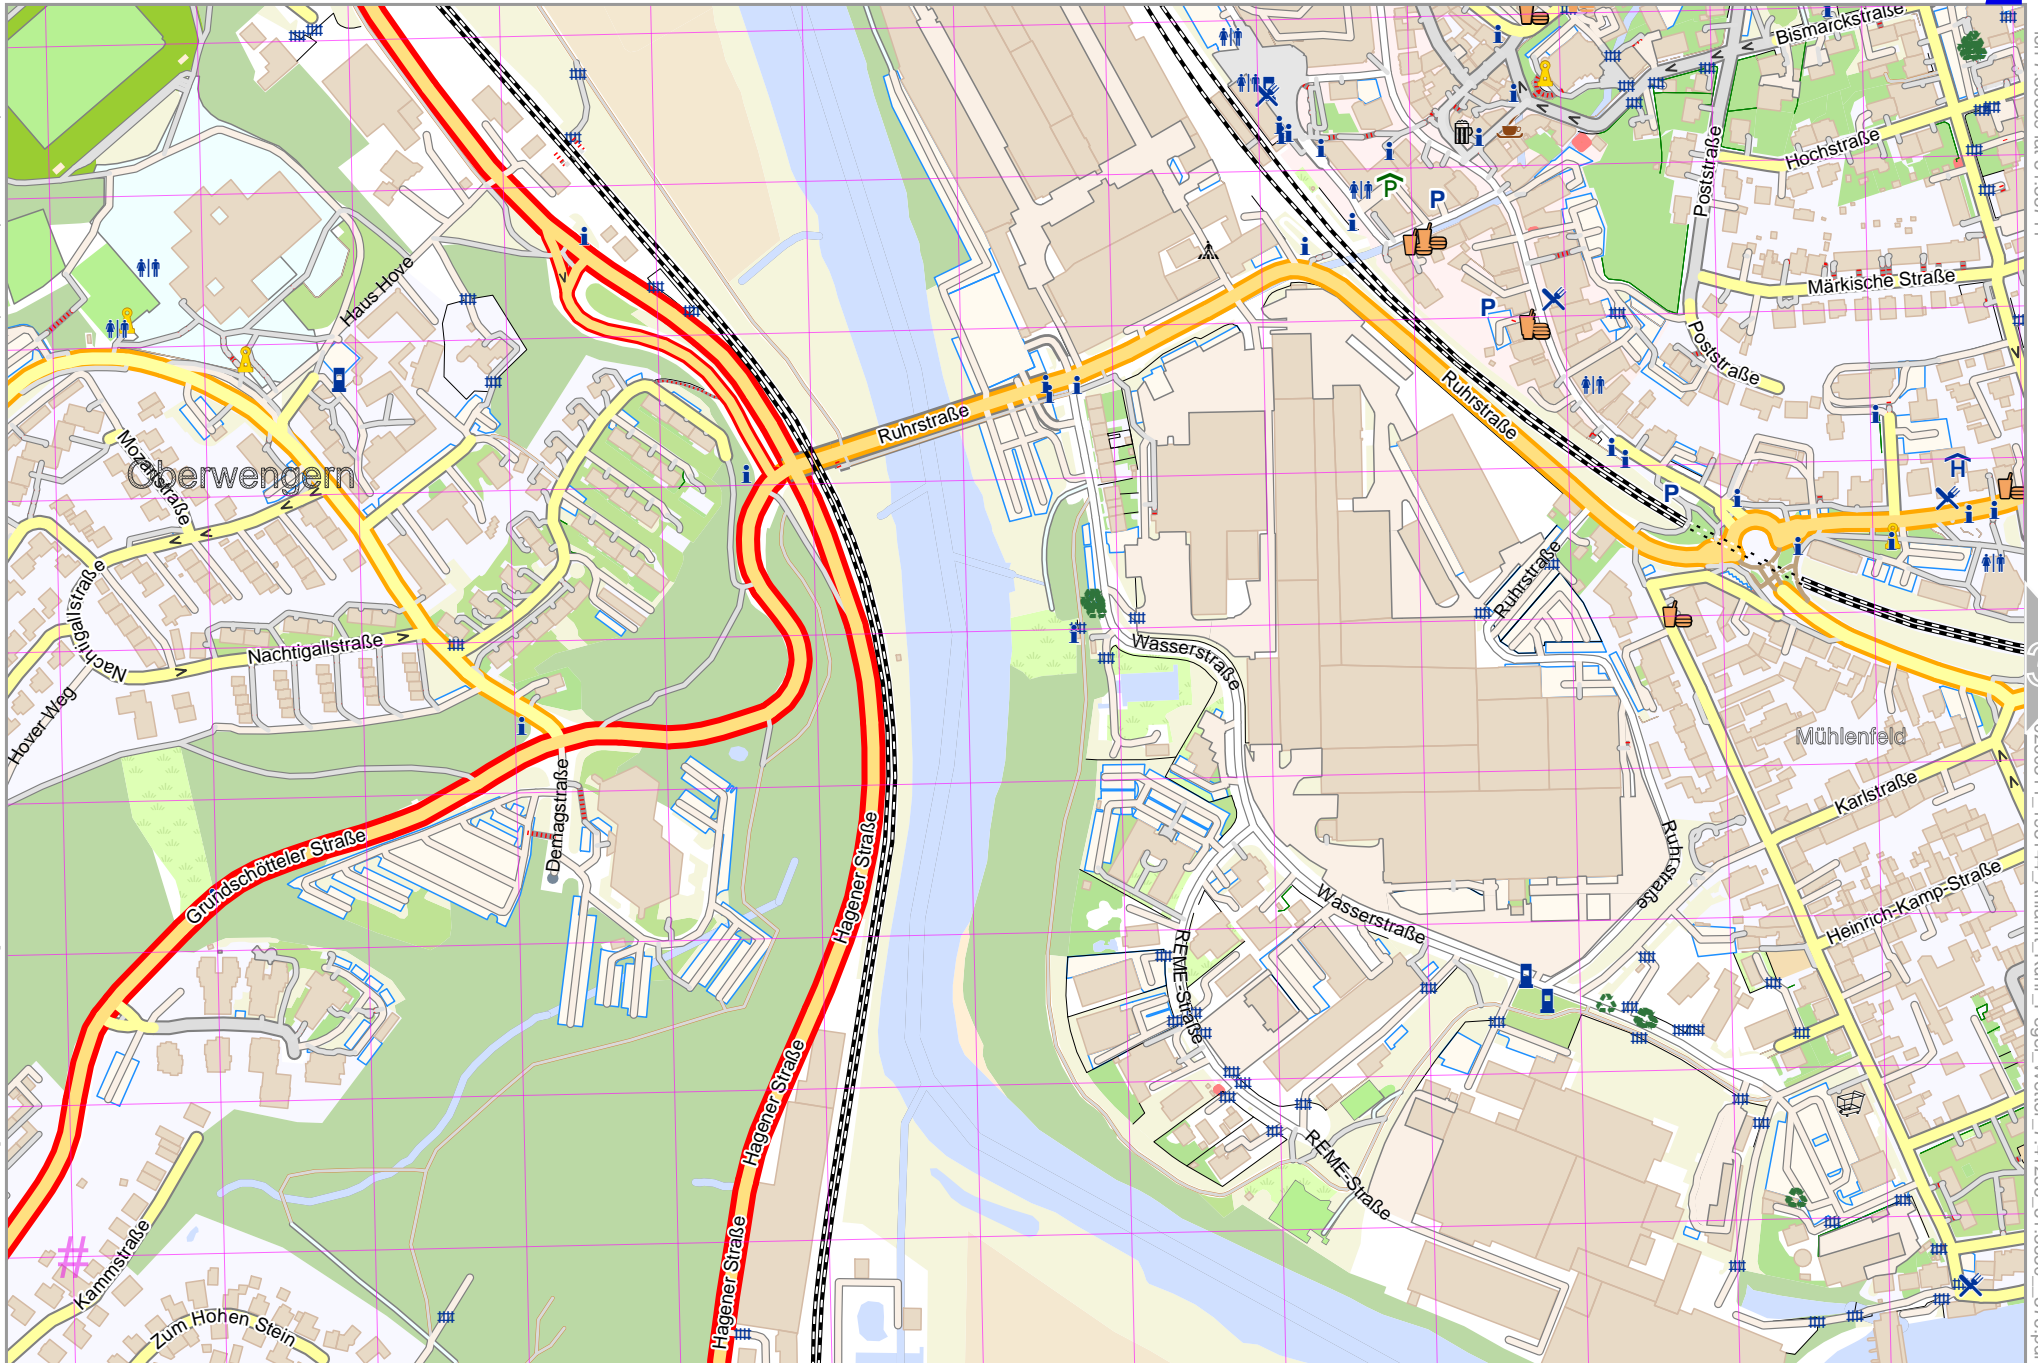 Bismarckstraße
Hochstraße
Poststraße
P
P
Haus Hove
Märkische Straße
P
Poststraße
Ruhrstraße
Ruhrstraße
Mozartstraße
Oberwengern
H
P
Ruhrstraße
Nachtigallstraße
Nachtigallstraße
Wasserstraße
Hover Weg
Mühlenfeld
Karlstraße
Demagstraße
Grundschötteler Straße
Hagener Straße
Ruhrstraße
Wasserstraße
Heinrich-Kamp-Straße
REME-Straße
Hagener Straße
REME-Straße
Kammstraße
#
Hagener Straße
Zum Hohen Stein